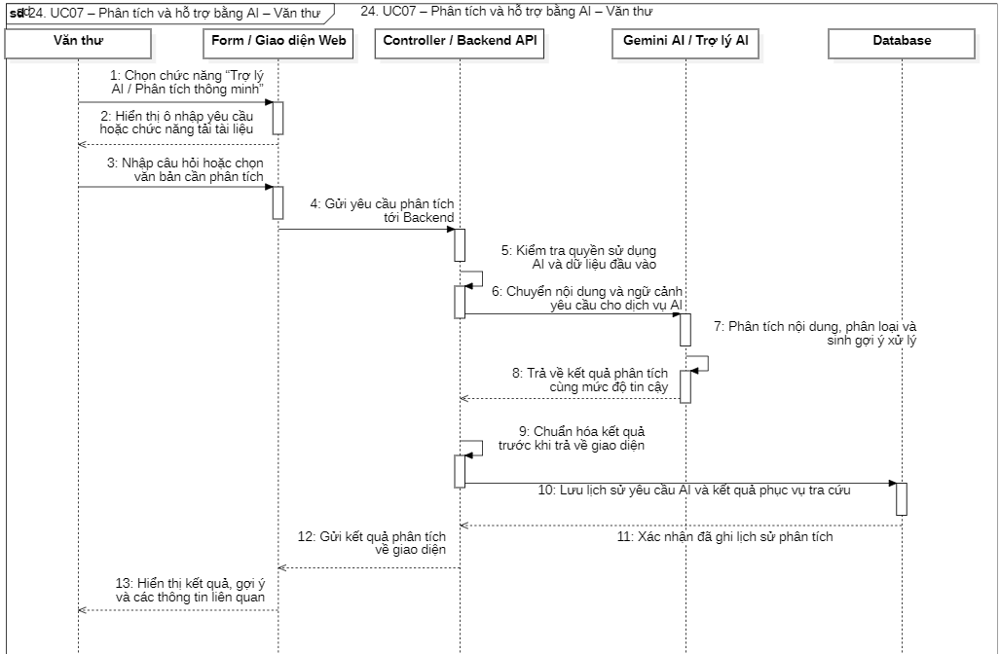 sd 24. UC07 – Phân tích và hỗ trợ bằng AI – Văn thư
24. UC07 – Phân tích và hỗ trợ bằng AI – Văn thư
Văn thư
Form / Giao diện Web
Controller / Backend API
Gemini AI / Trợ lý AI
Database
1: Chọn chức năng “Trợ lý
AI / Phân tích thông minh”
2: Hiển thị ô nhập yêu cầu
hoặc chức năng tải tài liệu
3: Nhập câu hỏi hoặc chọn
văn bản cần phân tích
4: Gửi yêu cầu phân tích
tới Backend
5: Kiểm tra quyền sử dụng
AI và dữ liệu đầu vào
6: Chuyển nội dung và ngữ cảnh
yêu cầu cho dịch vụ AI
7: Phân tích nội dung, phân loại và
sinh gợi ý xử lý
8: Trả về kết quả phân tích
cùng mức độ tin cậy
9: Chuẩn hóa kết quả
trước khi trả về giao diện
10: Lưu lịch sử yêu cầu AI và kết quả phục vụ tra cứu
11: Xác nhận đã ghi lịch sử phân tích
12: Gửi kết quả phân tích
về giao diện
13: Hiển thị kết quả, gợi ý
và các thông tin liên quan